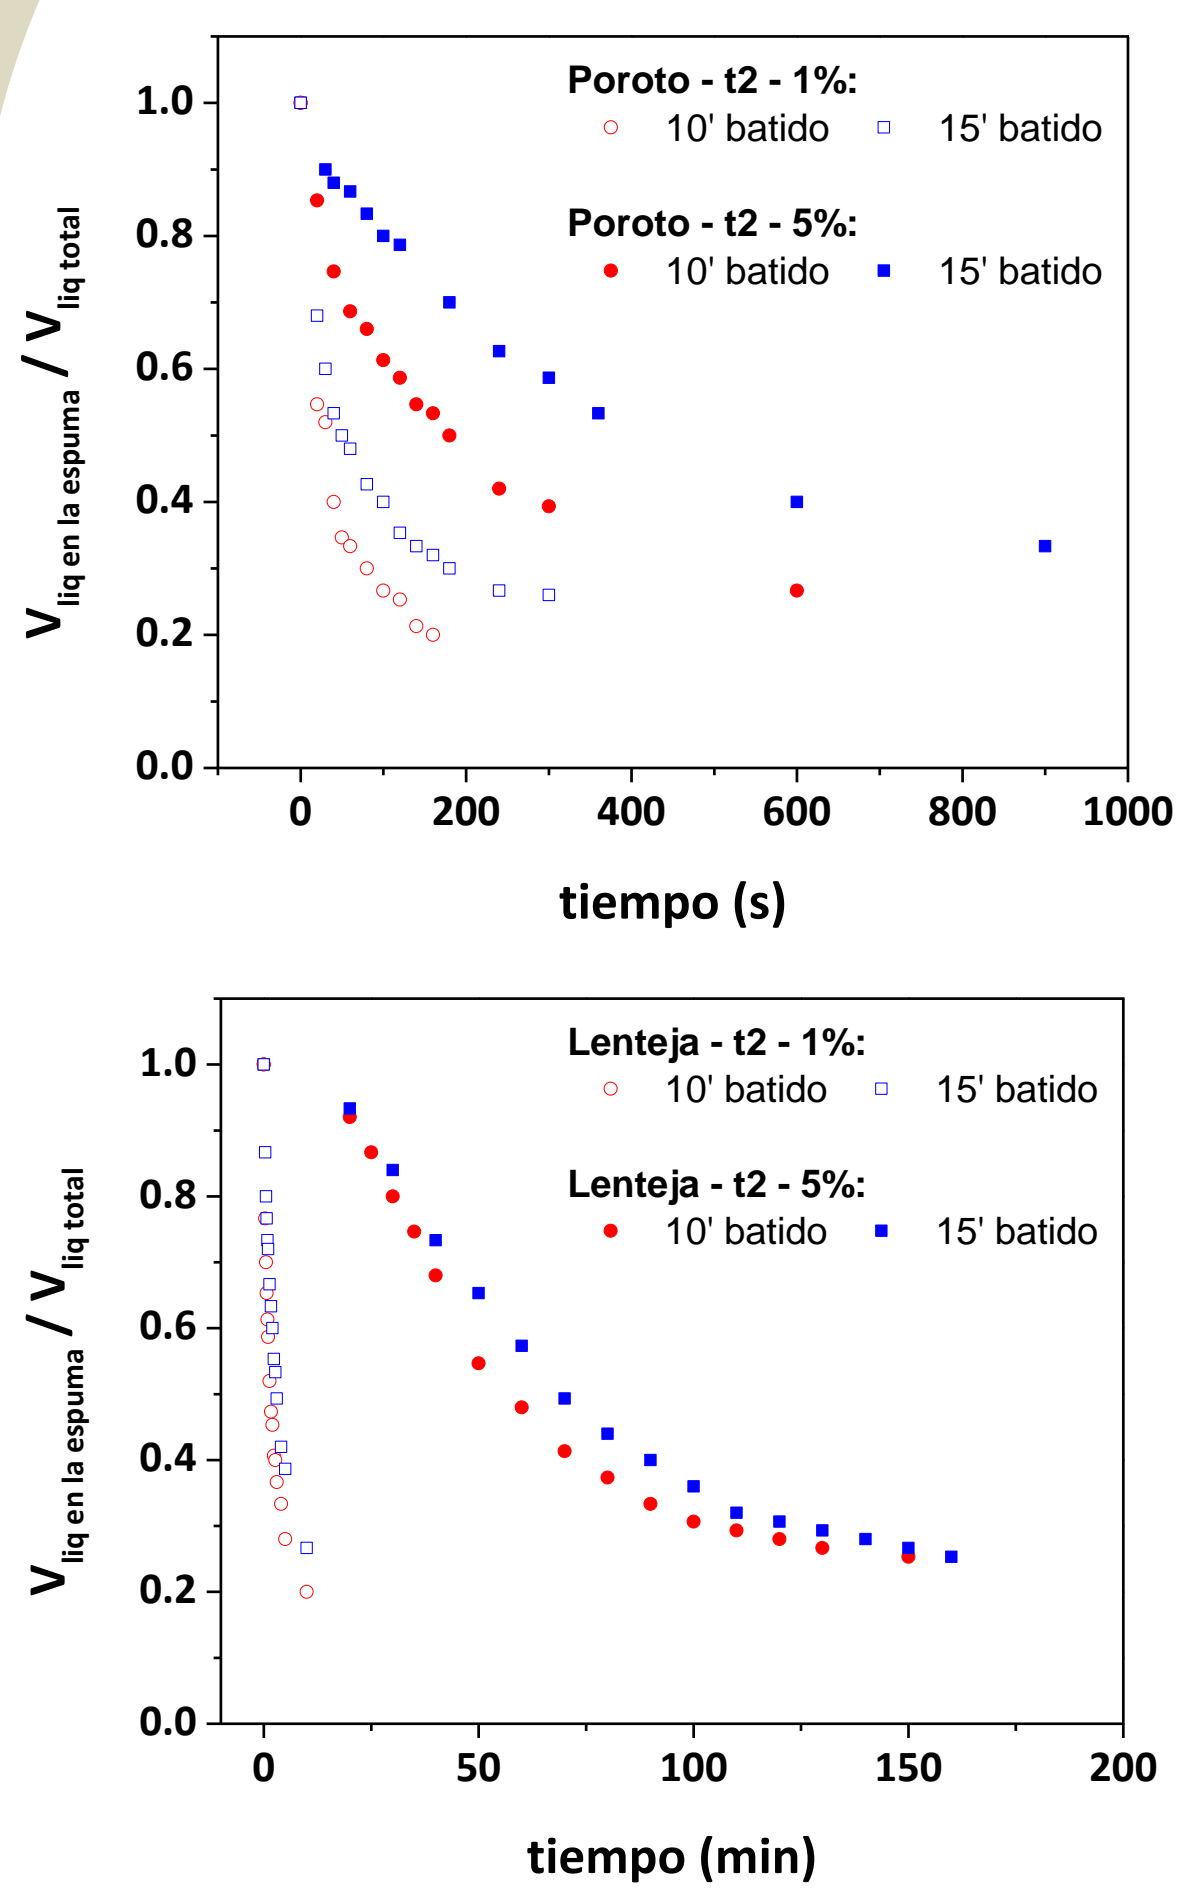 Poroto - t2 - 1%:
10' batido 15' batido
Poroto - t2 - 5%:
10' batido 15' batido
V liq en la espuma / V liq total
1.0
0.8
0.6
0.4
0.2
0.0
0 200 400 600 800 1000
tiempo (s)
Lenteja - t2 - 1%:
10' batido 15' batido
Lenteja - t2 - 5%:
10' batido 15' batido
V liq en la espuma / V liq total
1.0
0.8
0.6
0.4
0.2
0.0
0 50 100 150 200
tiempo (min)